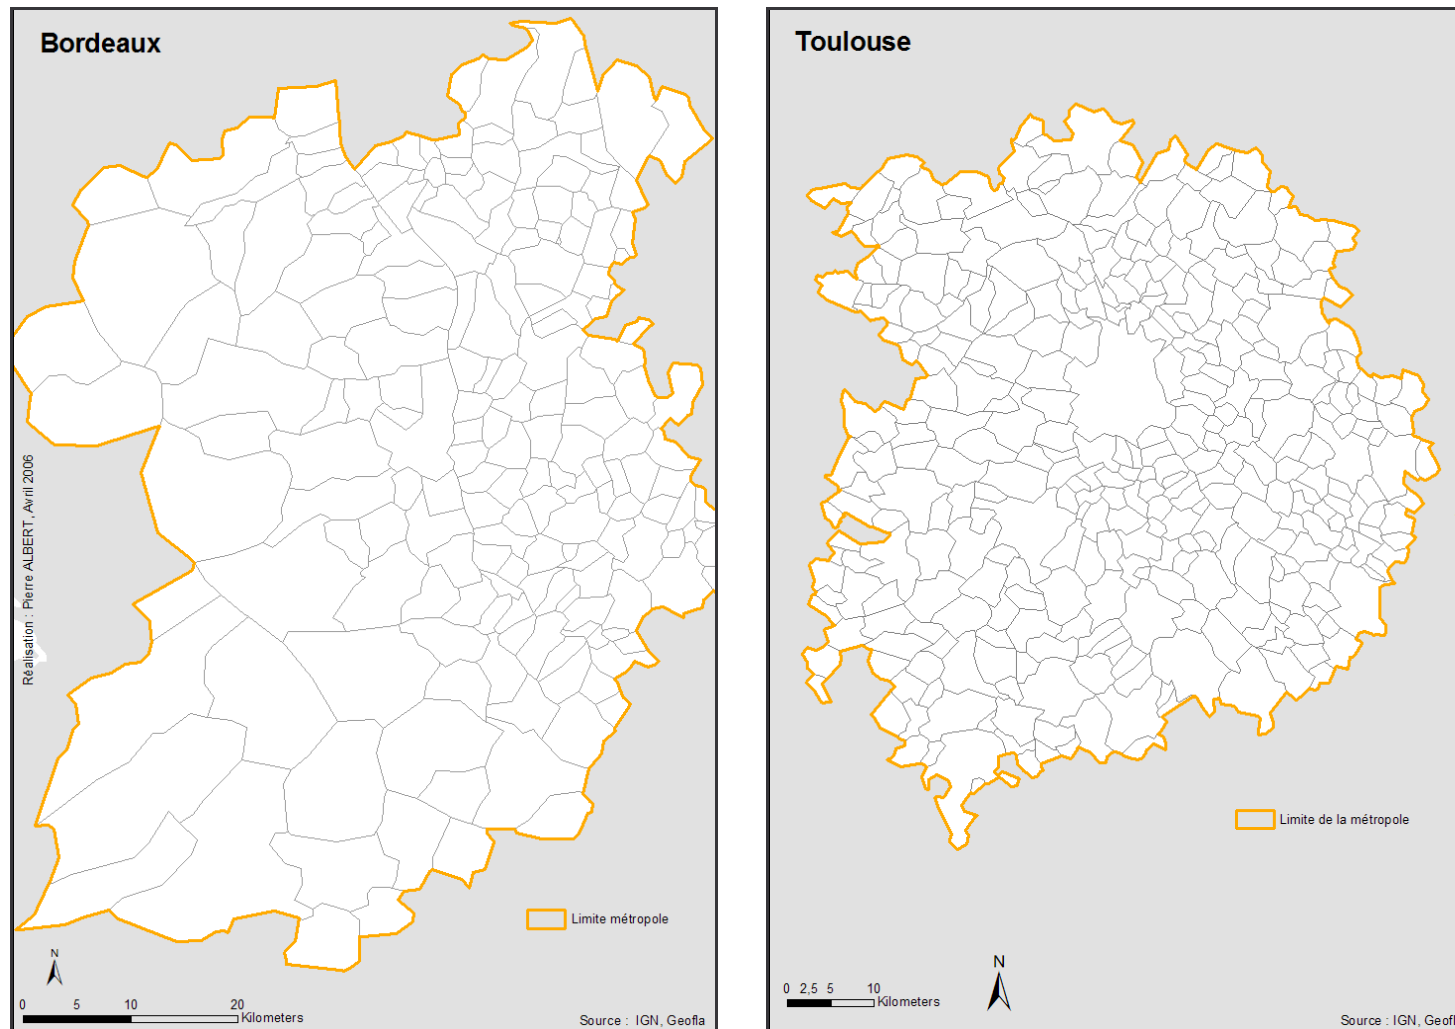 Bordeaux
Réalisation : Pierre ALBERT, Avril 2006
Limite métropole
N
0 5 10 20
Kilometers
Source : IGN, Geofla
Toulouse
Limite de la métropole
N
0 2,5 5 10
Kilometers
Source : IGN, Geofl